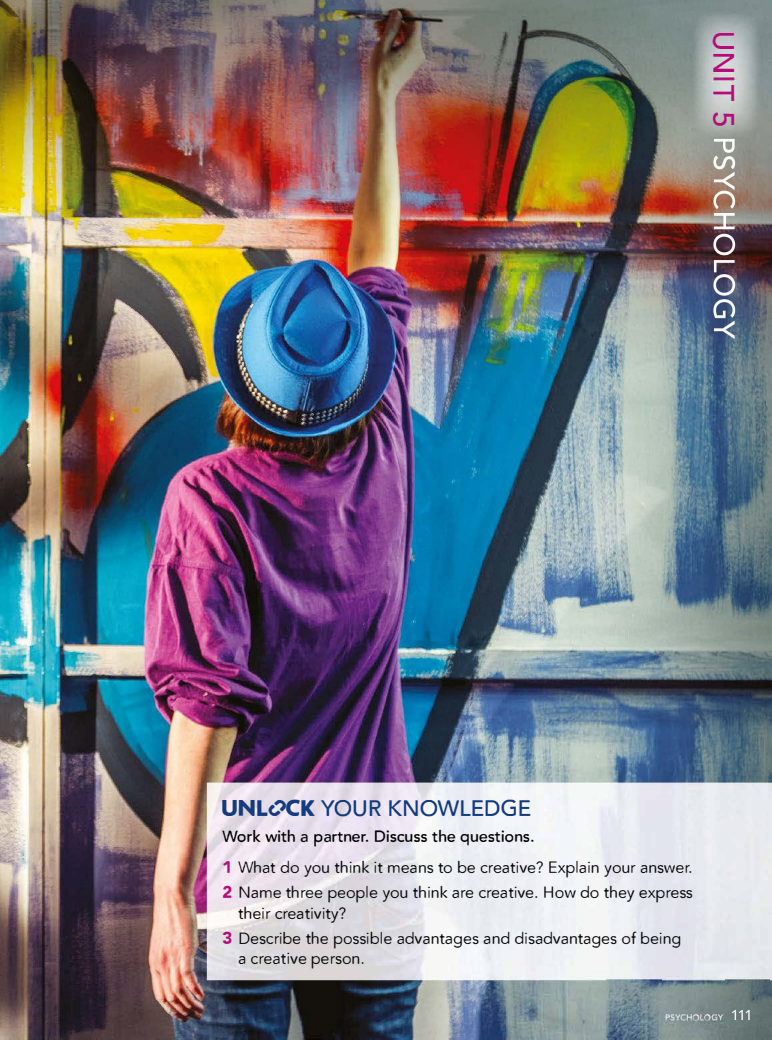 UNIT 5 PSYCHOLOGY
UNLOCK YOUR KNOWLEDGE
Work with a partner. Discuss the questions.
1 What do you think it means to be creative? Explain your answer.
2 Name three people you think are creative. How do they express
their creativity?
3 Describe the possible advantages and disadvantages of being
a creative person.
PSYCHOLOGY 111